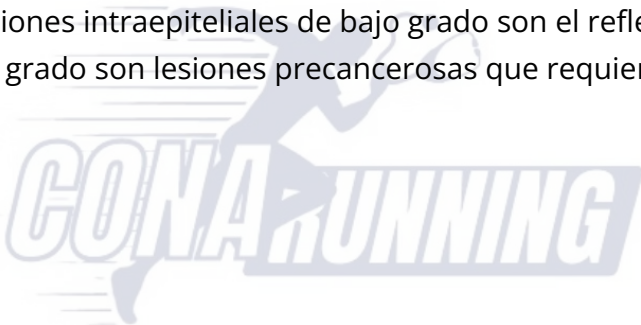 iones intraepiteliales de bajo grado son el refle
grado son lesiones precancerosas que requier
CONARUNNING